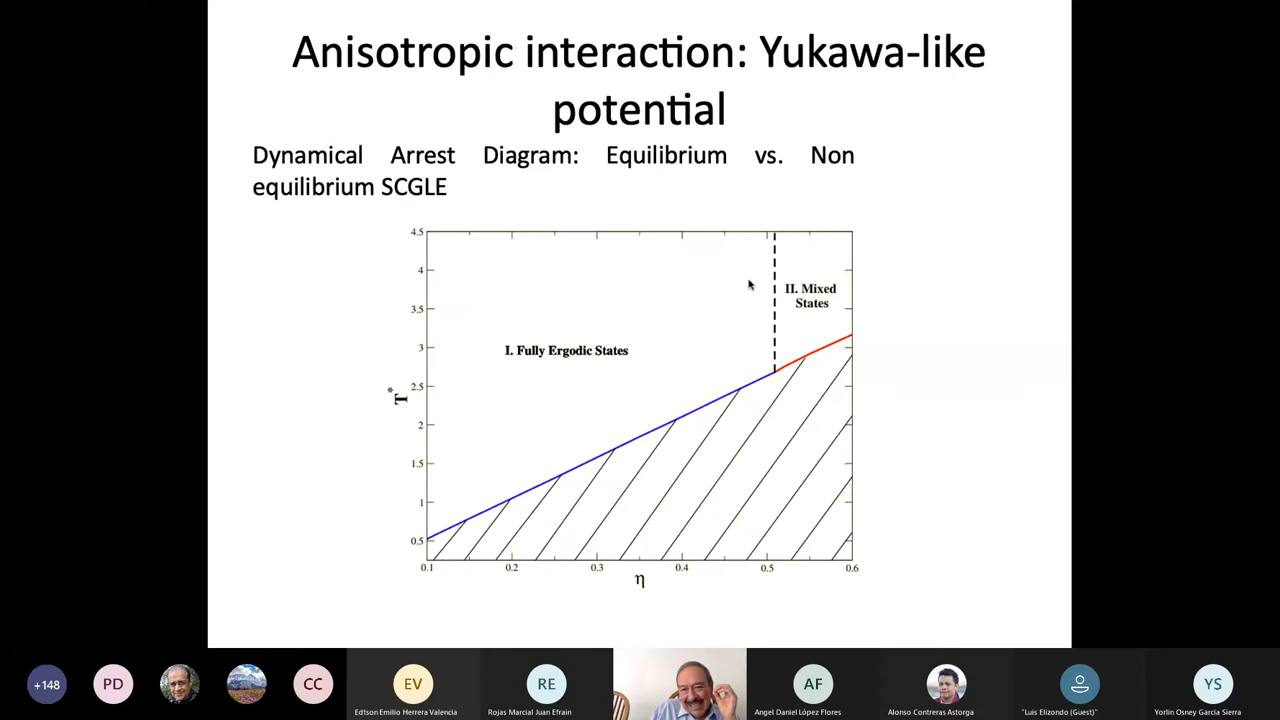 Anisotropic interaction: Yukawa-like
potential
Dynamical Arrest Diagram: Equilibrium vs. Non
equilibrium SCGLE
4.5
4
3.5
3
2.5
2
1.5
1
0.5
T*
II. Mixed
States
I. Fully Ergodic States
0.1 0.2 0.3 0.4 0.5 0.6
η
+148 PD CC EV RE AF YS
Edtson Emilio Herrera Valencia Rojas Marcial Juan Efrain Angel Daniel López Flores Alonso Contreras Astorga "Luis Elizondo (Guest)" Yorlin Osney Garcia Sierra